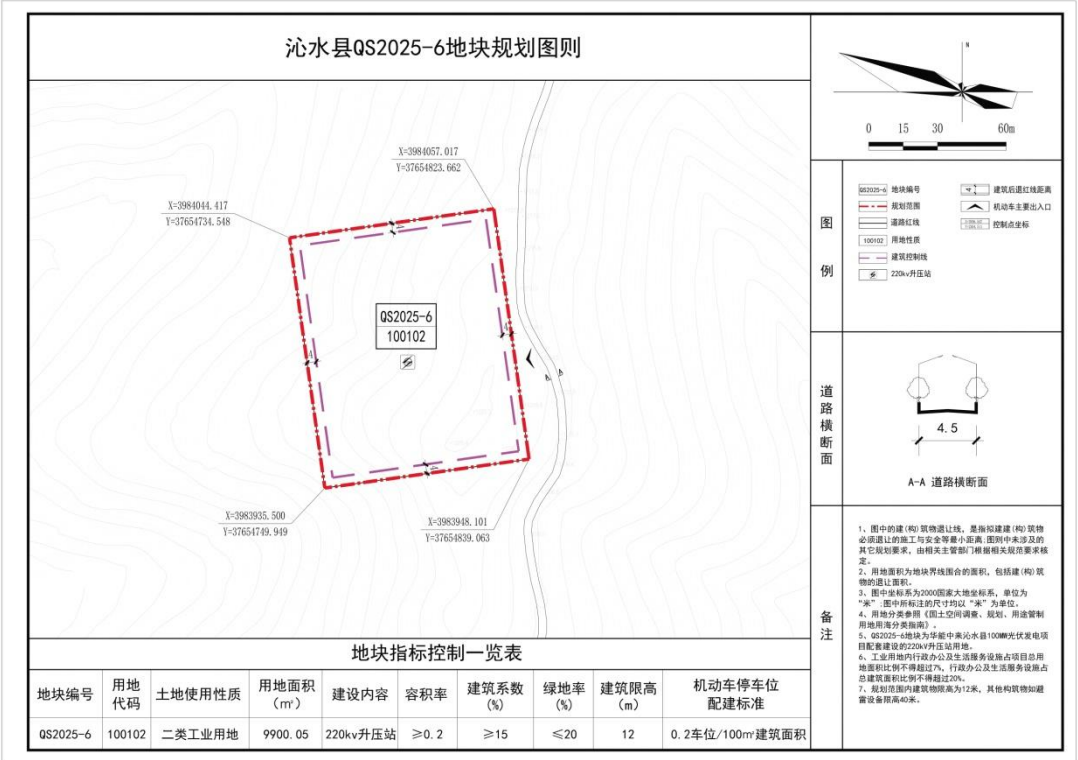 沁水县QS2025-6地块规划图则
N
0 15 30 60m
X=3984057.017
Y=37654823.662
X=3984044.417
Y=37654734.548
QS2025-6
100102
A
A
X=3983935.500
Y=37654749.949
X=3983948.101
Y=37654839.063
图例
QS2025-6 地块编号
规划范围
道路红线
100102 用地性质
建筑控制线
220kv升压站
建筑后退红线距离
机动车主要出入口
控制点坐标
道路横断面
4.5
A-A 道路横断面
备注
1、图中的建(构)筑物退让线，是指拟建建(构)筑物
必须退让的施工与安全等最小距离;图则中未涉及的
其它规划要求，由相关主管部门根据相关规范要求核
定。
2、用地面积为地块界线围合的面积，包括建(构)筑
物的退让面积。
3、图中坐标系为2000国家大地坐标系，单位为
“米”;图中所标注的尺寸均以“米”为单位。
4、用地分类参照《国土空间调查、规划、用途管制
用地用海分类指南》。
5、QS2025-6地块为华能中来沁水县100MW光伏发电项
目配套建设的220kV升压站用地。
6、工业用地内行政办公及生活服务设施占项目总用
地面积比例不得超过7%，行政办公及生活服务设施占
总建筑面积比例不得超过20%。
7、规划范围内建筑物限高为12米，其他构筑物如避
雷设备限高40米。
地块指标控制一览表
地块编号 用地代码 土地使用性质 用地面积(㎡) 建设内容 容积率 建筑系数(%) 绿地率(%) 建筑限高(m) 机动车停车位配建标准
QS2025-6 100102 二类工业用地 9900.05 220kv升压站 ≥0.2 ≥15 ≤20 12 0.2车位/100㎡建筑面积